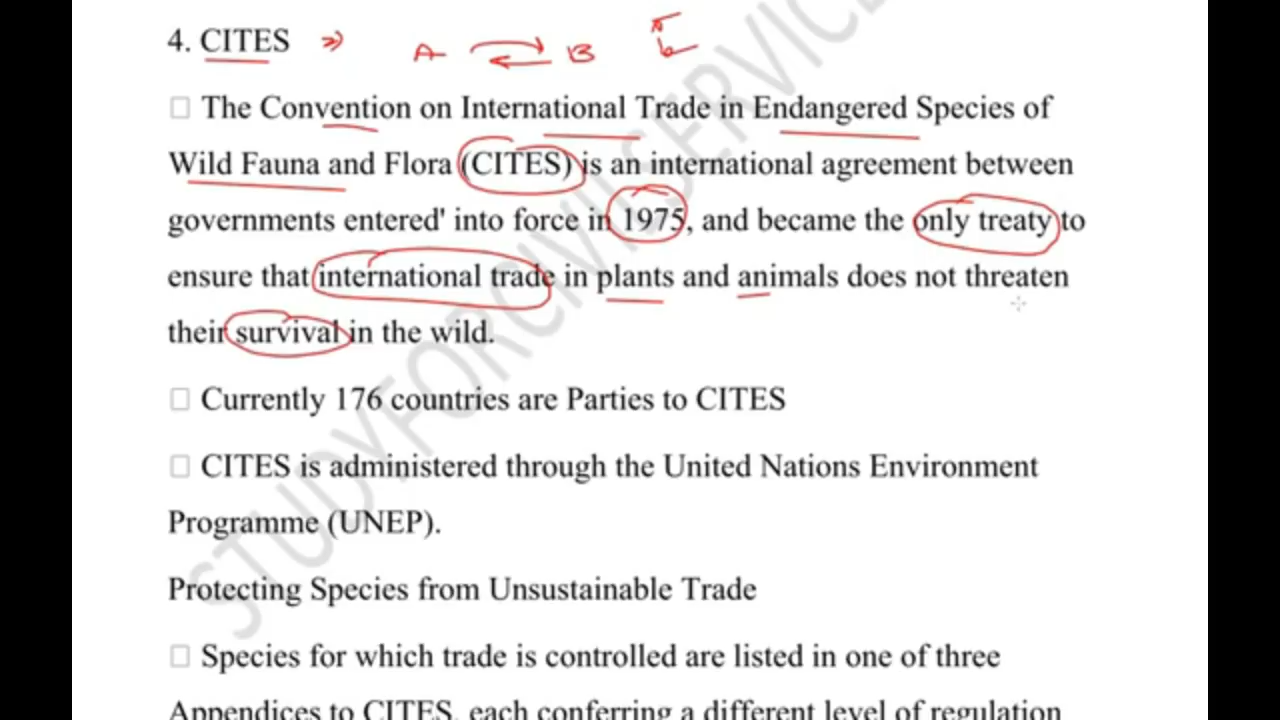 4. CITES
A B
□ The Convention on International Trade in Endangered Species of
Wild Fauna and Flora (CITES) is an international agreement between
governments entered' into force in 1975, and became the only treaty to
ensure that international trade in plants and animals does not threaten
their survival in the wild.
□ Currently 176 countries are Parties to CITES
□ CITES is administered through the United Nations Environment
Programme (UNEP).
Protecting Species from Unsustainable Trade
□ Species for which trade is controlled are listed in one of three
Appendices to CITES, each conferring a different level of regulation
STUDYFORCIVILSERVICE